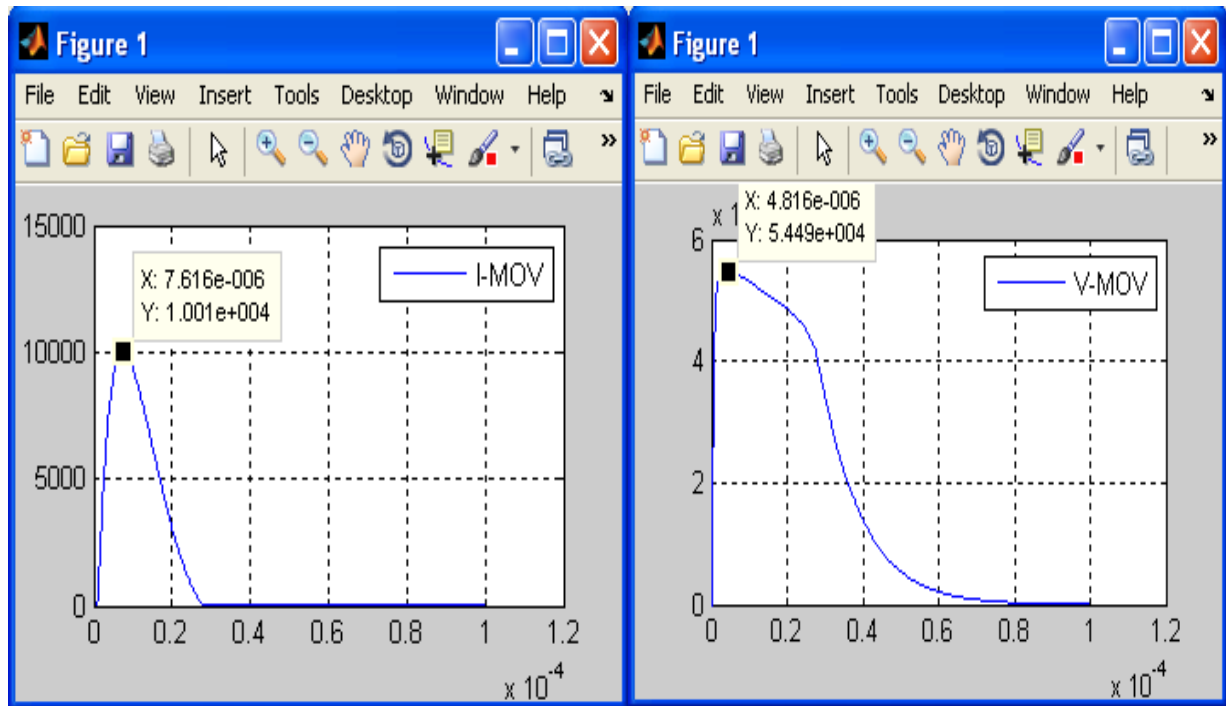 Figure 1
File Edit View Insert Tools Desktop Window Help
»
15000
10000
5000
0
X: 7.616e-006
Y: 1.001e+004
I-MOV
0 0.2 0.4 0.6 0.8 1 1.2
x 10^-4
Figure 1
File Edit View Insert Tools Desktop Window Help
»
x 1
X: 4.816e-006
Y: 5.449e+004
6
4
2
0
V-MOV
0 0.2 0.4 0.6 0.8 1 1.2
x 10^-4